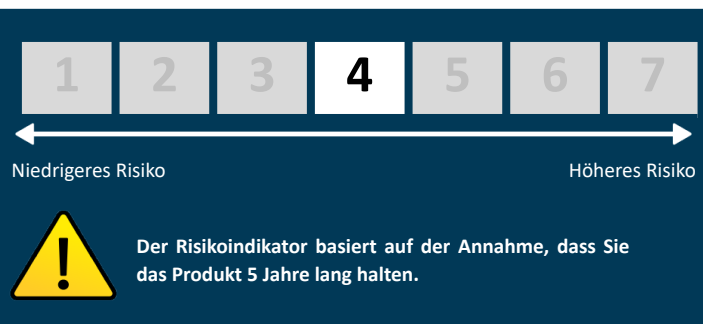 1 2 3 4 5 6 7
Niedrigeres Risiko Höheres Risiko
Der Risikoindikator basiert auf der Annahme, dass Sie
das Produkt 5 Jahre lang halten.